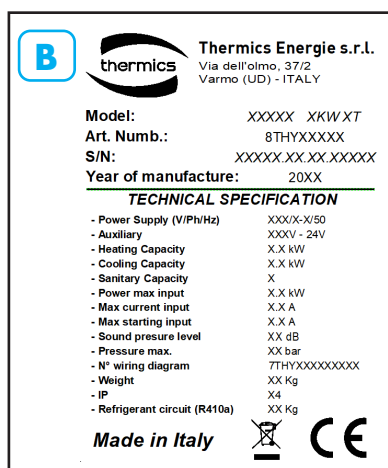 B
thermics
Thermics Energie s.r.l.
Via dell'olmo, 37/2
Varmo (UD) - ITALY
Model: XXXXX XKW XT
Art. Numb.: 8THYXXXXX
S/N: XXXXX.XX.XX.XXXXX
Year of manufacture: 20XX
TECHNICAL SPECIFICATION
- Power Supply (V/Ph/Hz) XXX/X-X/50
- Auxiliary XXXV - 24V
- Heating Capacity X.X kW
- Cooling Capacity X.X kW
- Sanitary Capacity X
- Power max input X.X kW
- Max current input X.X A
- Max starting input X.X A
- Sound presure level XX dB
- Pressure max. XX bar
- N° wiring diagram 7THYXXXXXXXXX
- Weight XX Kg
- IP X4
- Refrigerant circuit (R410a) XX Kg
Made in Italy CE